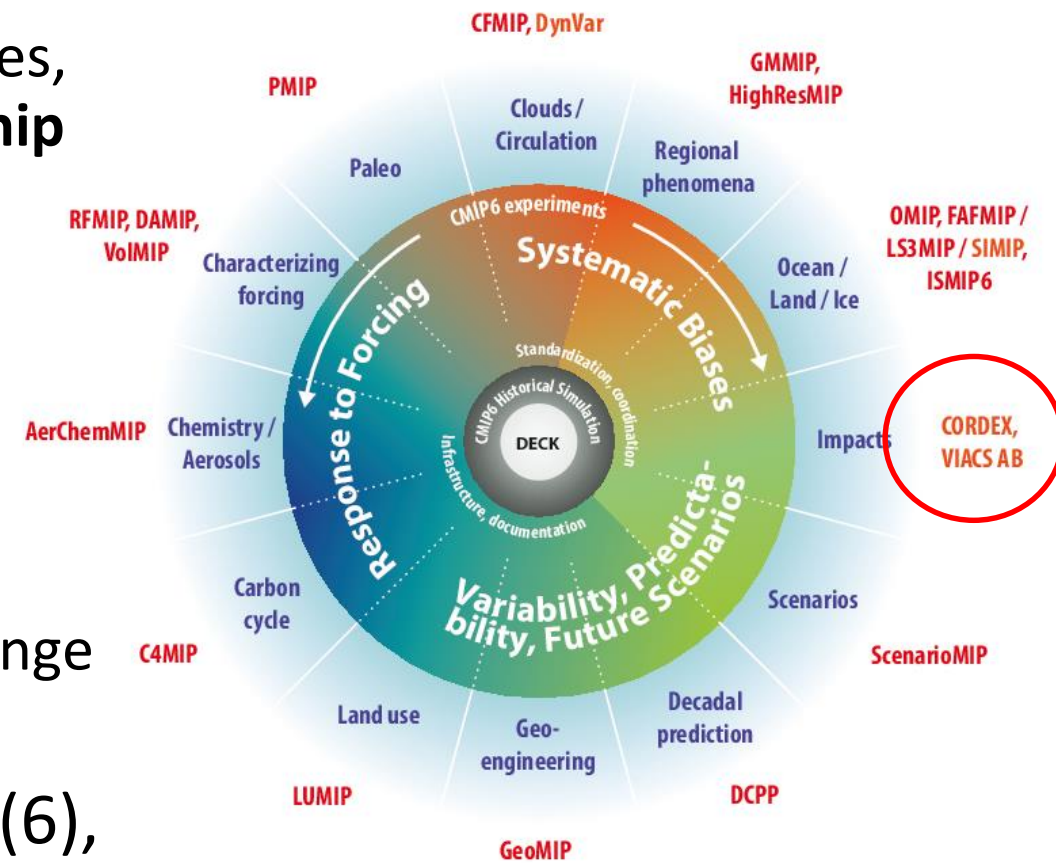 es,
hip
nge
(6),
CFMIP, DynVar
PMIP
GMMIP,
HighResMIP
Clouds /
Circulation
Paleo
Regional
phenomena
RFMIP, DAMIP,
VolMIP
OMIP, FAFMIP /
LS3MIP / SIMIP,
ISMIP6
Characterizing
forcing
Ocean /
Land / Ice
CMIP6 experiments
Systematic Biases
Response to Forcing
Standardization, coordination
CMIP6 Historical Simulation
DECK
Infrastructure, documentation
AerChemMIP
Chemistry /
Aerosols
Impacts
CORDEX,
VIACS AB
Variability, Predicta-
bility, Future Scenarios
Carbon
cycle
Scenarios
C4MIP
ScenarioMIP
Land use
Geo-
engineering
Decadal
prediction
LUMIP
DCPP
GeoMIP